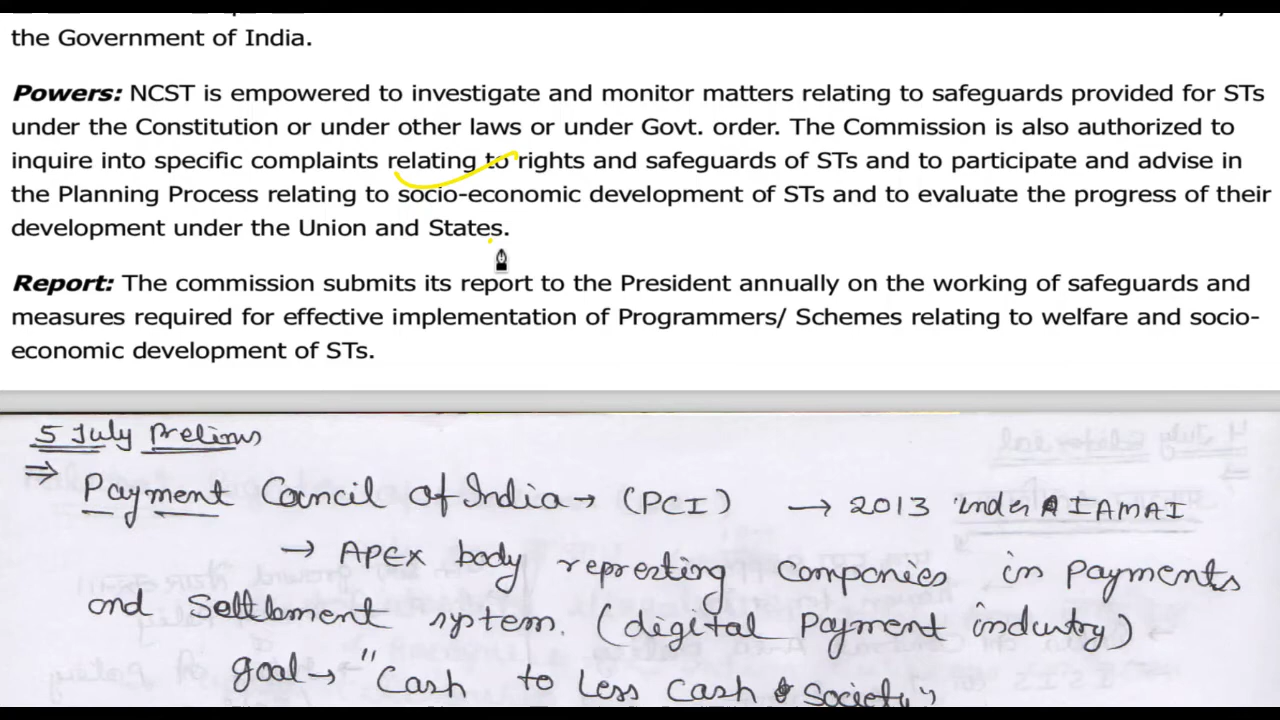 the Government of India.
Powers: NCST is empowered to investigate and monitor matters relating to safeguards provided for STs
under the Constitution or under other laws or under Govt. order. The Commission is also authorized to
inquire into specific complaints relating to rights and safeguards of STs and to participate and advise in
the Planning Process relating to socio-economic development of STs and to evaluate the progress of their
development under the Union and States.
Report: The commission submits its report to the President annually on the working of safeguards and
measures required for effective implementation of Programmers/ Schemes relating to welfare and socio-
economic development of STs.
5 July Prelims
⇒ Payment Council of India → (PCI) → 2013 under IAMAI
→ APEX body represting Companies in payments
and Settlement system. (digital Payment industry)
goal → "Cash to Less Cash Society"
4 July